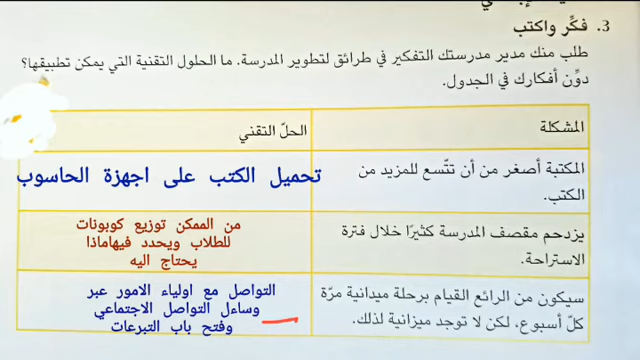 3. فكّر واكتب
طلب منك مدير مدرستك التفكير في طرائق لتطوير المدرسة. ما الحلول التقنية التي يمكن تطبيقها؟
دوِّن أفكارك في الجدول.
المشكلة
الحلّ التقني
المكتبة أصغر من أن تتّسع للمزيد من
الكتب.
تحميل الكتب على اجهزة الحاسوب
يزدحم مقصف المدرسة كثيرًا خلال فترة
الاستراحة.
من الممكن توزيع كوبونات
للطلاب ويحدد فيهاماذا
يحتاج اليه
سيكون من الرائع القيام برحلة ميدانية مرّة
كلّ أسبوع، لكن لا توجد ميزانية لذلك.
التواصل مع اولياء الامور عبر
وساءل التواصل الاجتماعي
وفتح باب التبرعات